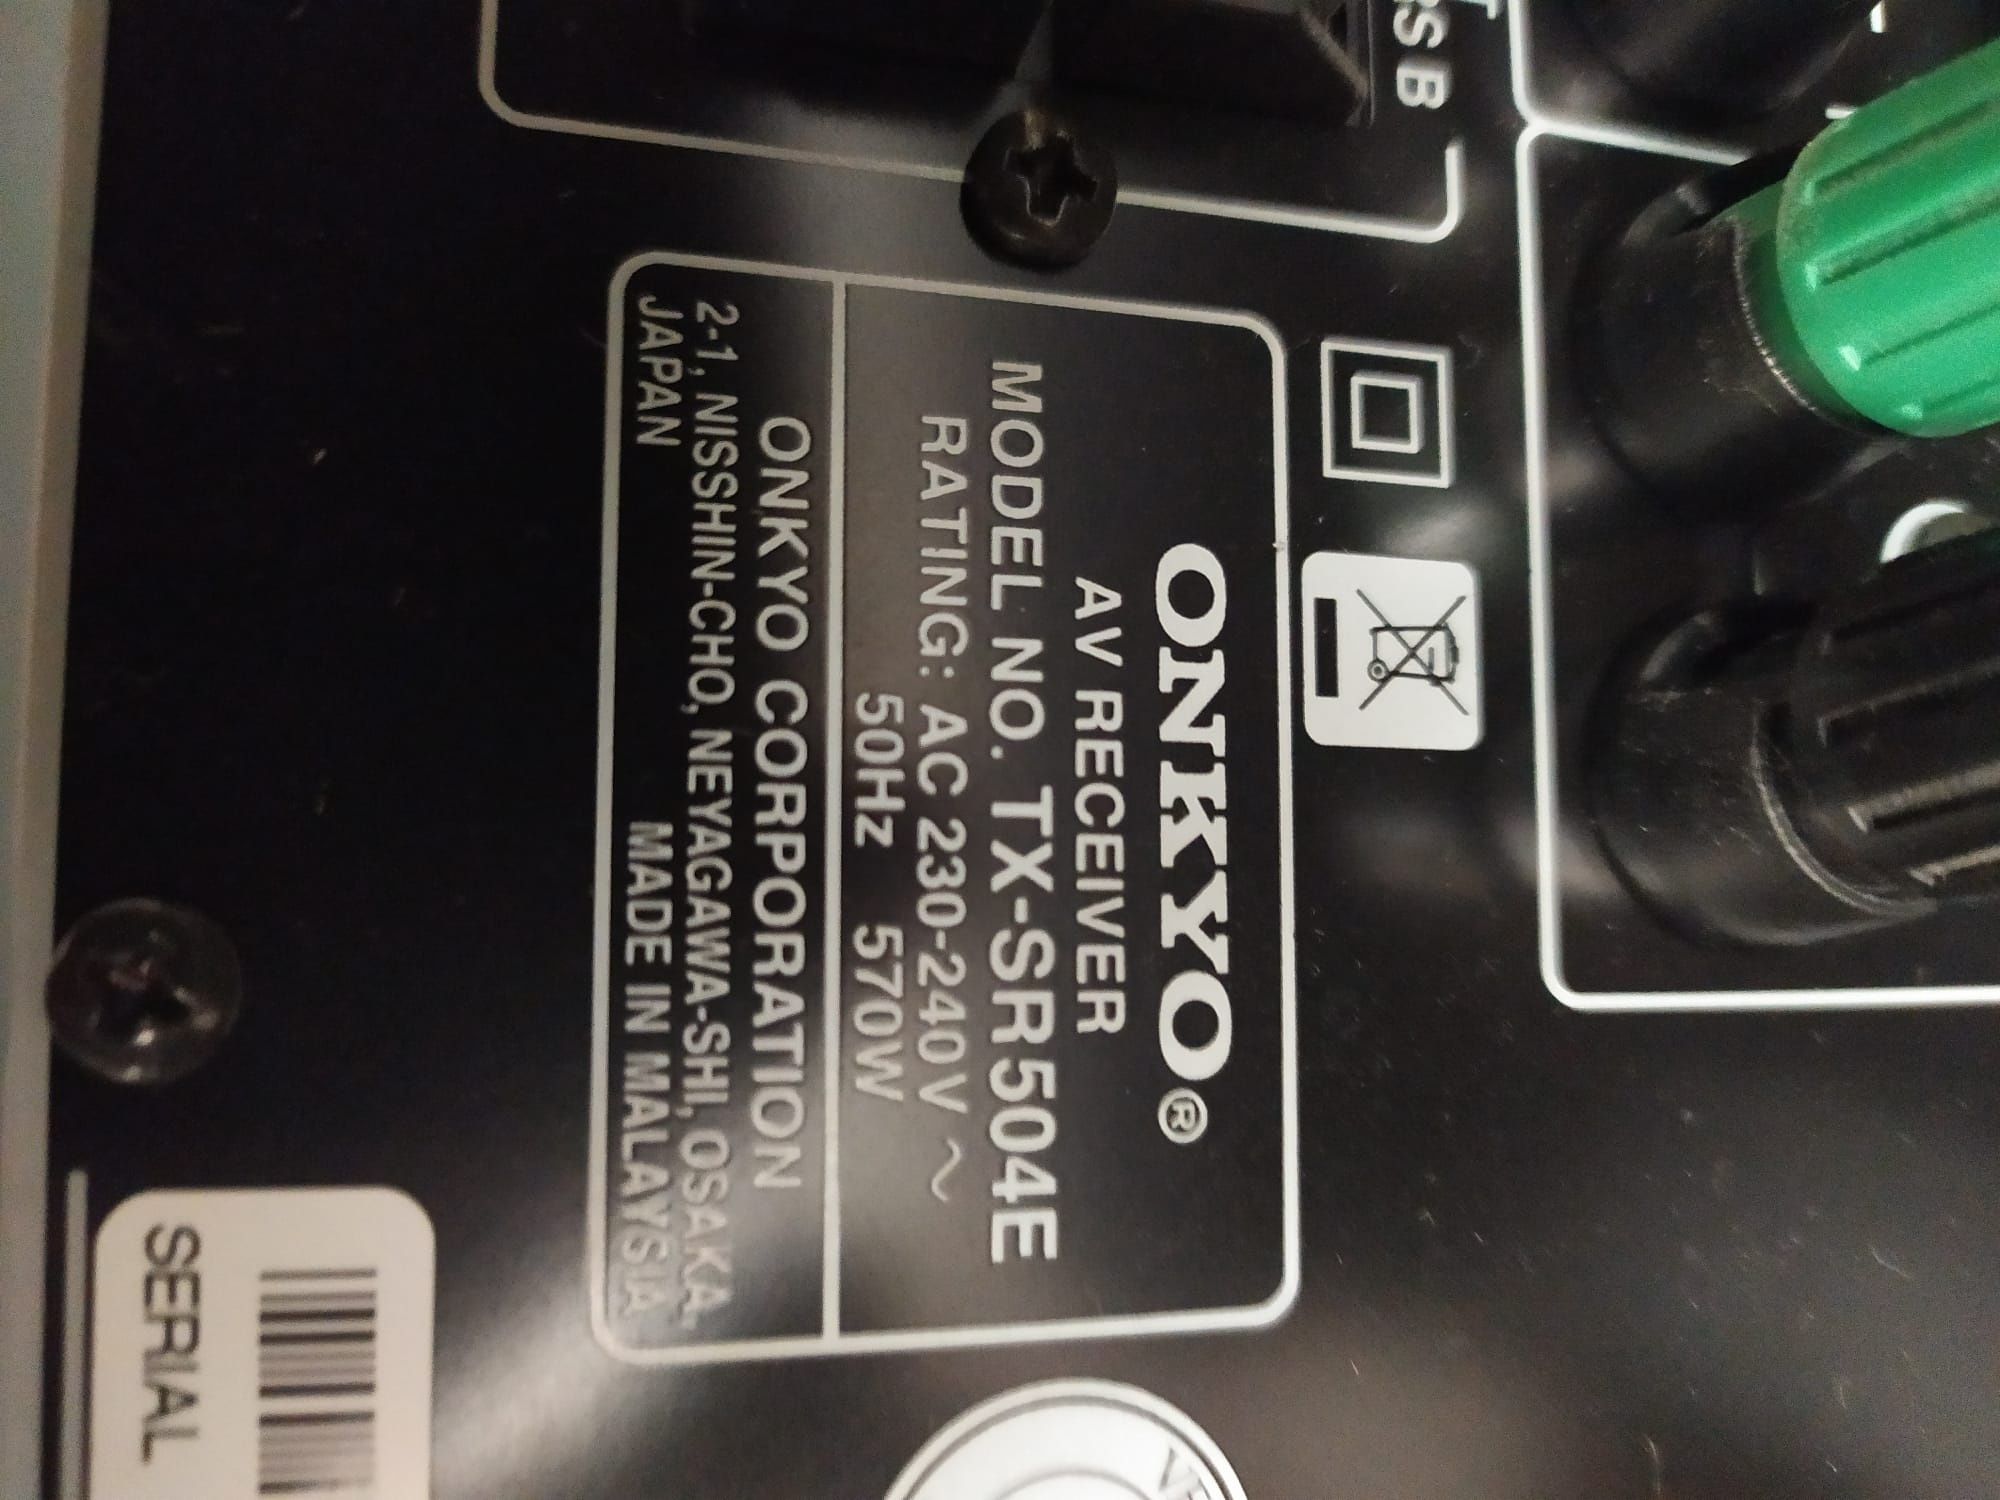 S B
ONKYO®
AV RECEIVER
MODEL NO. TX-SR504E
RATING: AC 230-240V ~
50Hz 570W
ONKYO CORPORATION
2-1, NISSHIN-CHO, NEYAGAWA-SHI, OSAKA,
JAPAN MADE IN MALAYSIA
SERIAL